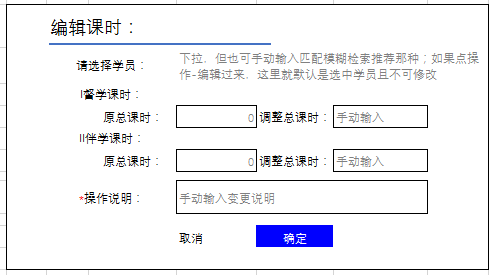 编辑课时：
请选择学员：
下拉，但也可手动输入匹配模糊检索推荐那种；如果点操作-编辑过来，这里就默认是选中学员且不可修改
I督学课时：
原总课时： 0 调整总课时： 手动输入
II伴学课时：
原总课时： 0 调整总课时： 手动输入
*操作说明： 手动输入变更说明
取消 确定